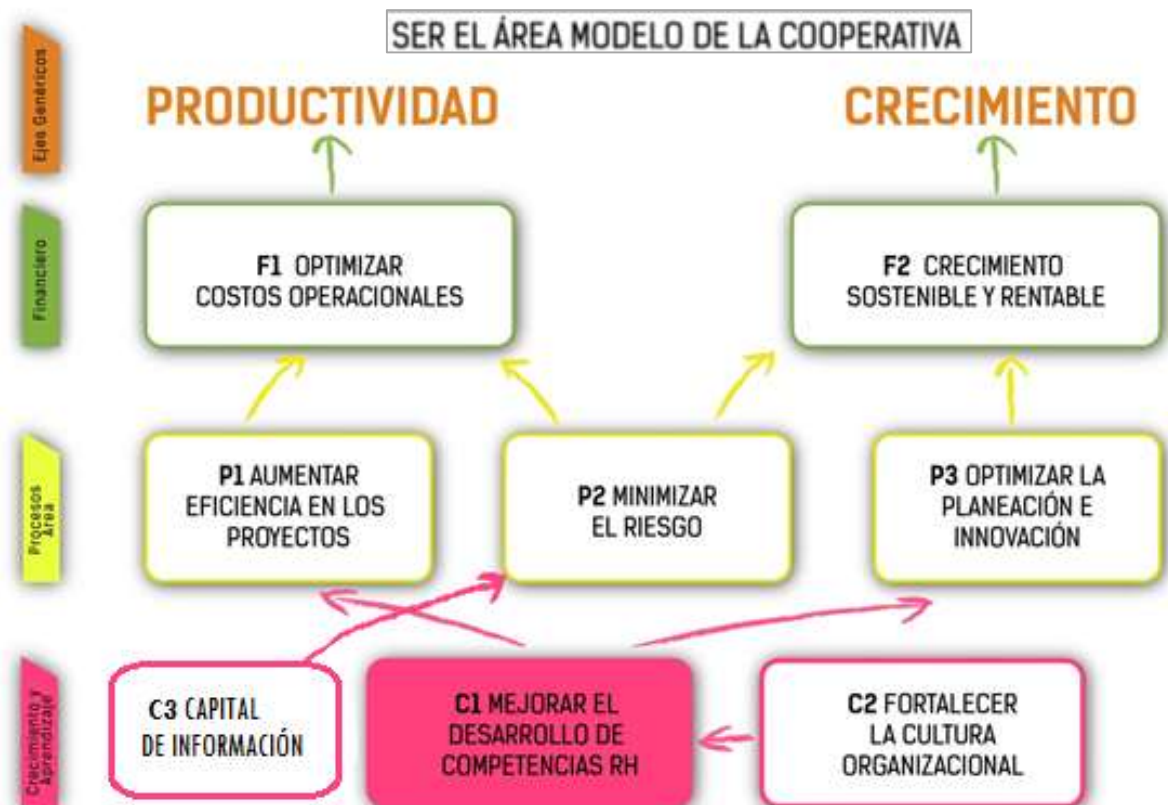 SER EL ÁREA MODELO DE LA COOPERATIVA
Ejes Genéricos
PRODUCTIVIDAD
CRECIMIENTO
Financiero
F1 OPTIMIZAR
COSTOS OPERACIONALES
F2 CRECIMIENTO
SOSTENIBLE Y RENTABLE
Procesos
Área
P1 AUMENTAR
EFICIENCIA EN LOS
PROYECTOS
P2 MINIMIZAR
EL RIESGO
P3 OPTIMIZAR LA
PLANEACIÓN E
INNOVACIÓN
Crecimiento y
Aprendizaje
C3 CAPITAL
DE INFORMACIÓN
C1 MEJORAR EL
DESARROLLO DE
COMPETENCIAS RH
C2 FORTALECER
LA CULTURA
ORGANIZACIONAL